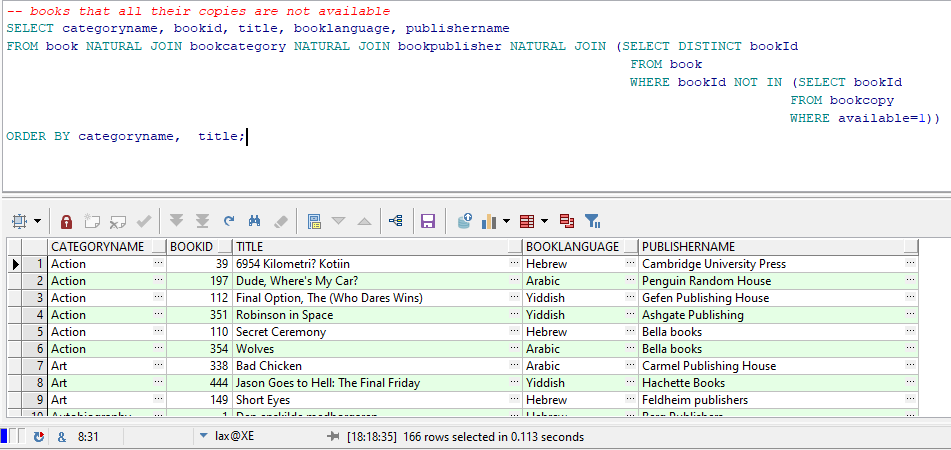 -- books that all their copies are not available
SELECT categoryname, bookid, title, booklanguage, publishername
FROM book NATURAL JOIN bookcategory NATURAL JOIN bookpublisher NATURAL JOIN (SELECT DISTINCT bookId
FROM book
WHERE bookId NOT IN (SELECT bookId
FROM bookcopy
WHERE available=1))
ORDER BY categoryname,  title;
CATEGORYNAME BOOKID TITLE BOOKLANGUAGE PUBLISHERNAME
1 Action 39 6954 Kilometri? Kotiin Hebrew Cambridge University Press
2 Action 197 Dude, Where's My Car? Arabic Penguin Random House
3 Action 112 Final Option, The (Who Dares Wins) Yiddish Gefen Publishing House
4 Action 351 Robinson in Space Yiddish Ashgate Publishing
5 Action 110 Secret Ceremony Hebrew Bella books
6 Action 354 Wolves Arabic Bella books
7 Art 338 Bad Chicken Arabic Carmel Publishing House
8 Art 444 Jason Goes to Hell: The Final Friday Yiddish Hachette Books
9 Art 149 Short Eyes Hebrew Feldheim publishers
10 Autobiography 1 Hebrew
& 8:31 lax@XE [18:18:35] 166 rows selected in 0.113 seconds